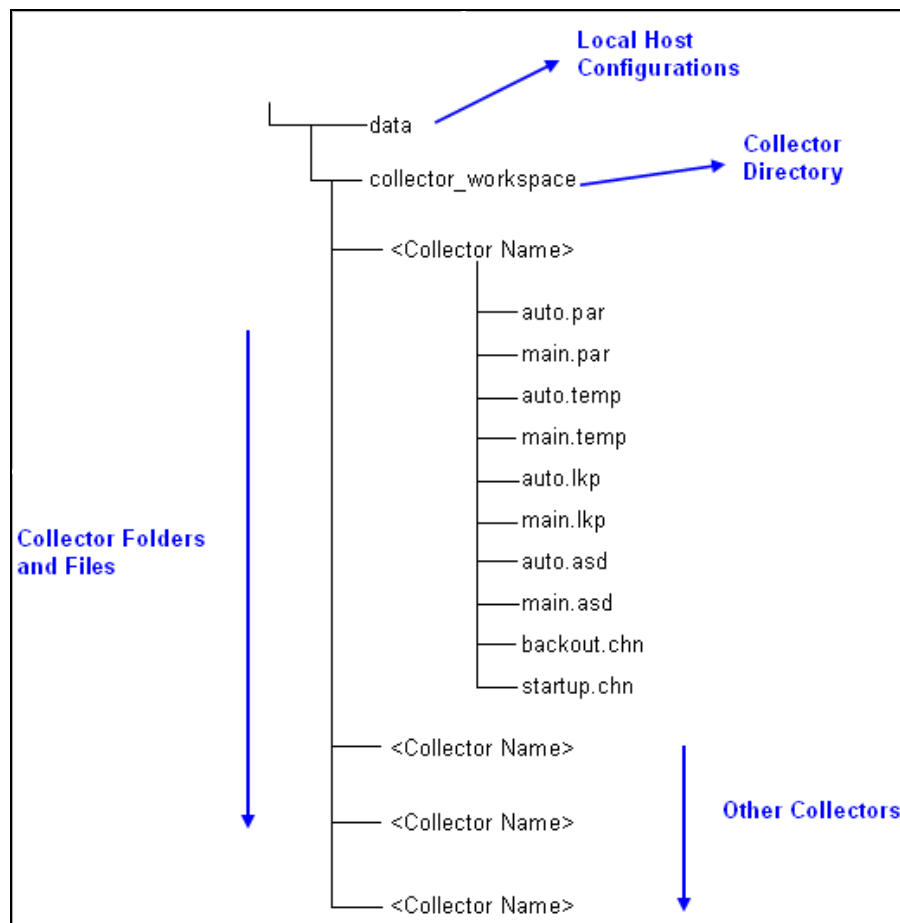 Local Host
Configurations
data
Collector
Directory
collector_workspace
<Collector Name>
auto.par
main.par
auto.temp
main.temp
auto.lkp
main.lkp
auto.asd
main.asd
backout.chn
startup.chn
Collector Folders
and Files
<Collector Name>
<Collector Name>
<Collector Name>
Other Collectors